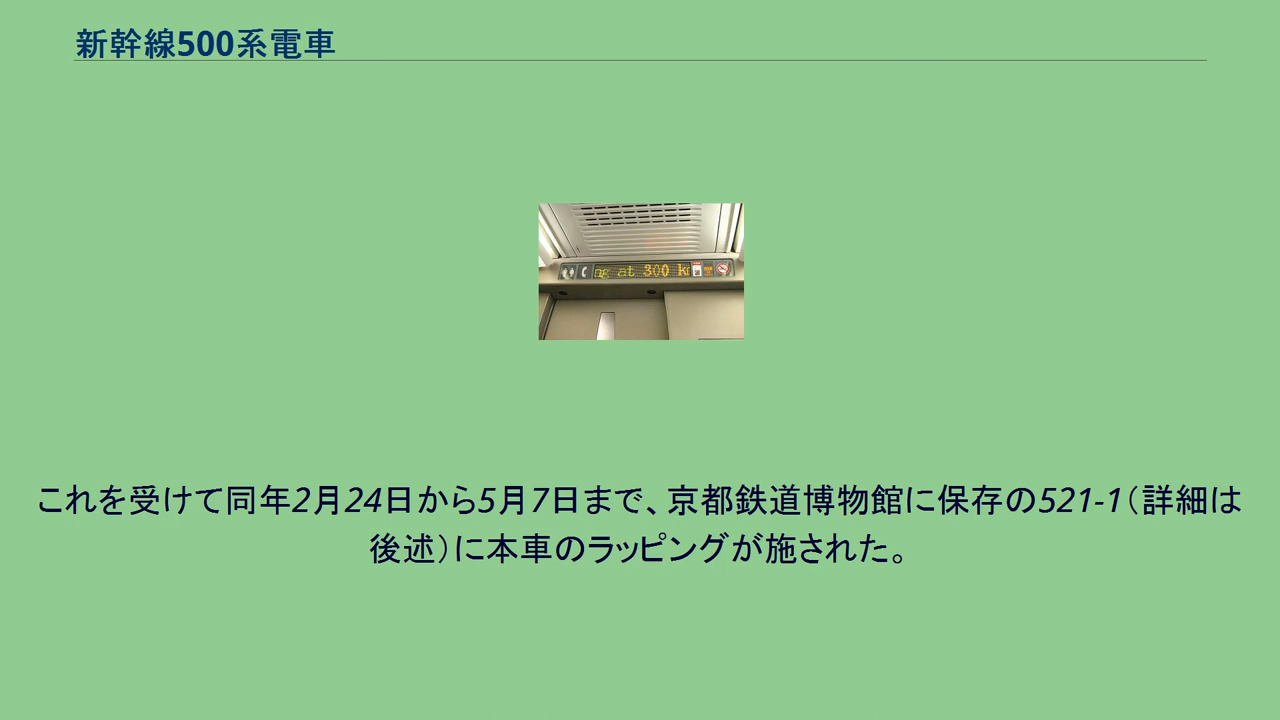 新幹線500系電車
ng at 300 k
これを受けて同年2月24日から5月7日まで、京都鉄道博物館に保存の521-1（詳細は
後述）に本車のラッピングが施された。